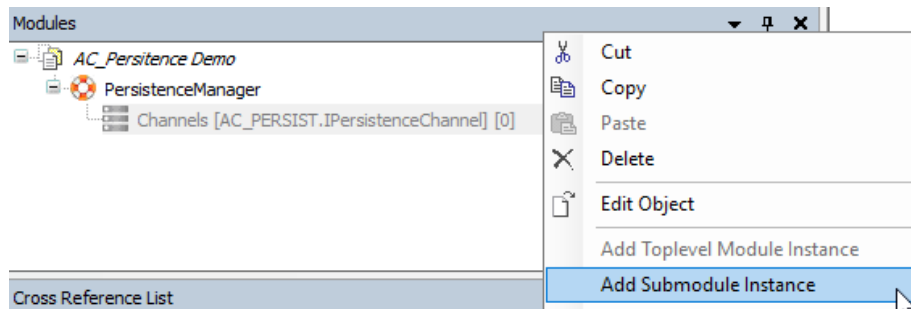 Modules
AC_Persitence Demo
PersistenceManager
Channels [AC_PERSIST.IPersistenceChannel] [0]
Cross Reference List
Cut
Copy
Paste
Delete
Edit Object
Add Toplevel Module Instance
Add Submodule Instance